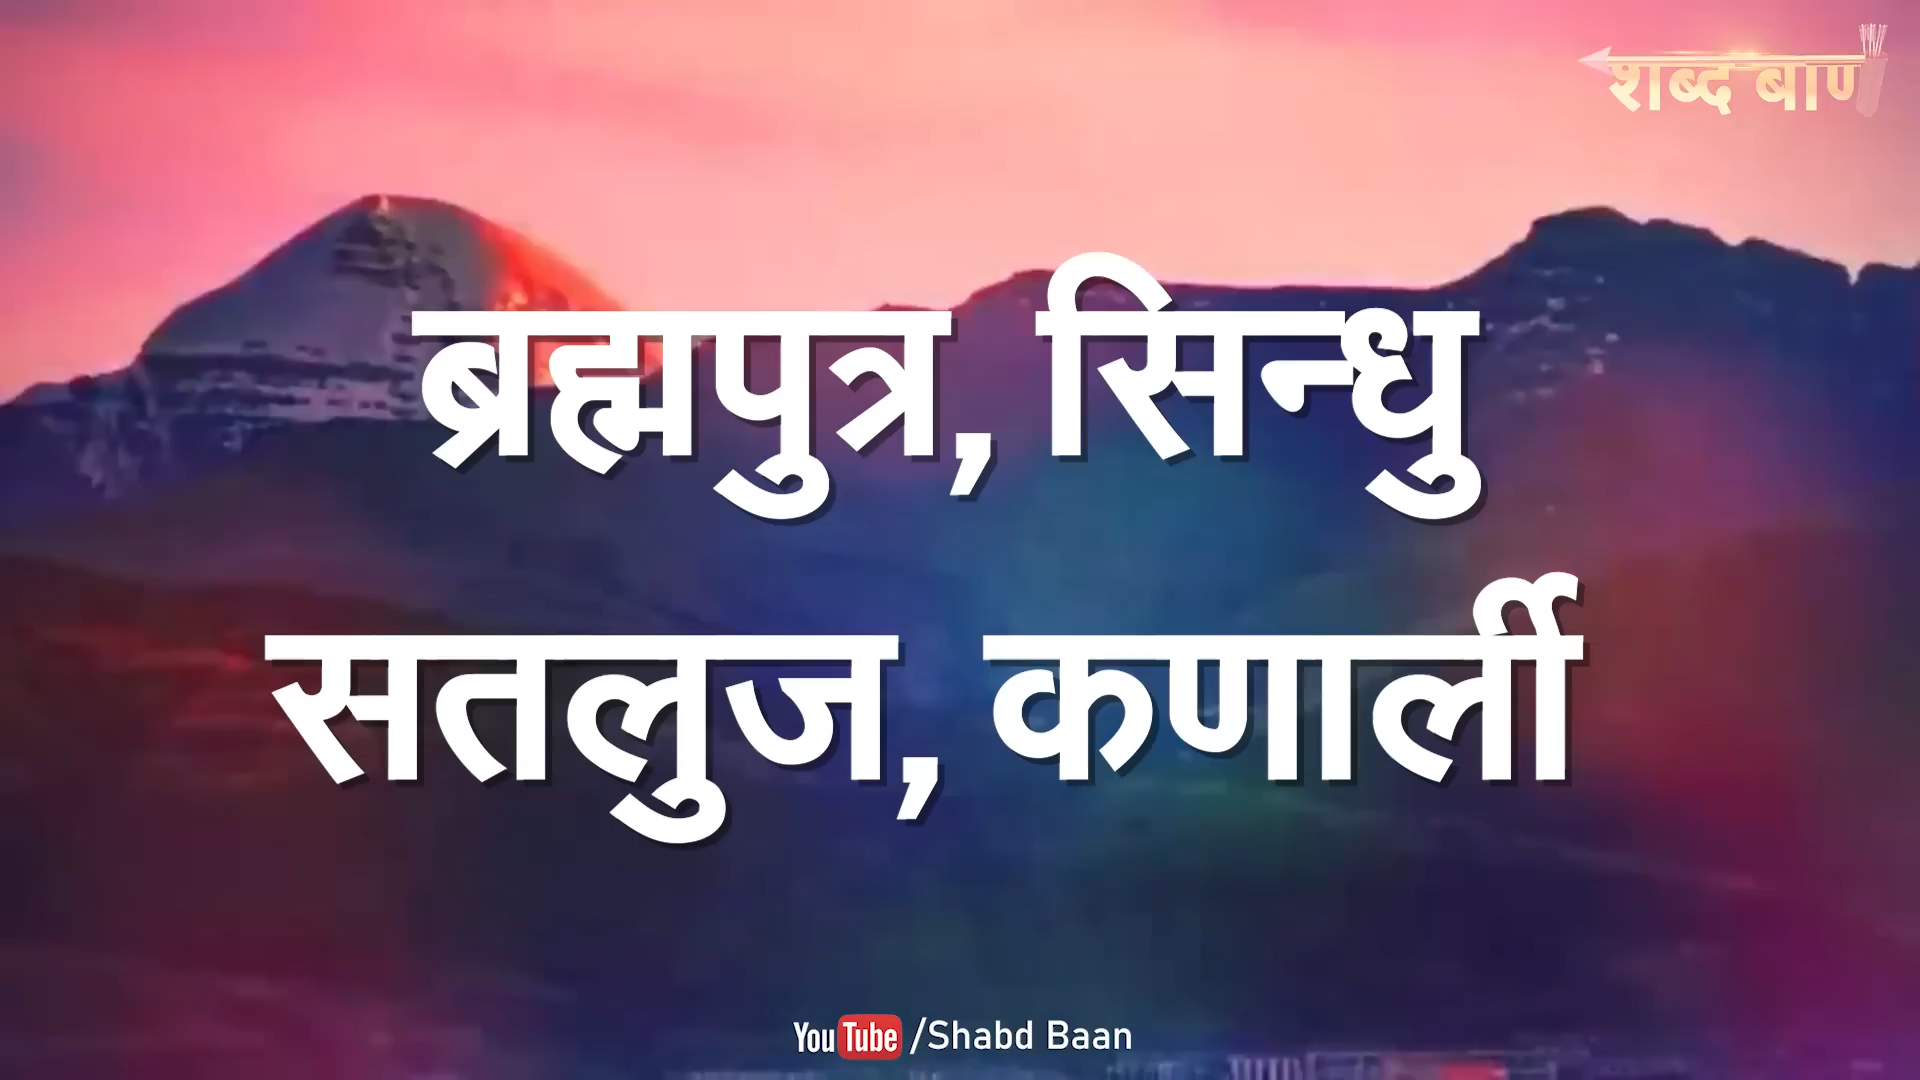 शब्द बाण
ब्रह्मपुत्र, सिन्धु
सतलुज, कर्णाली
YouTube /Shabd Baan